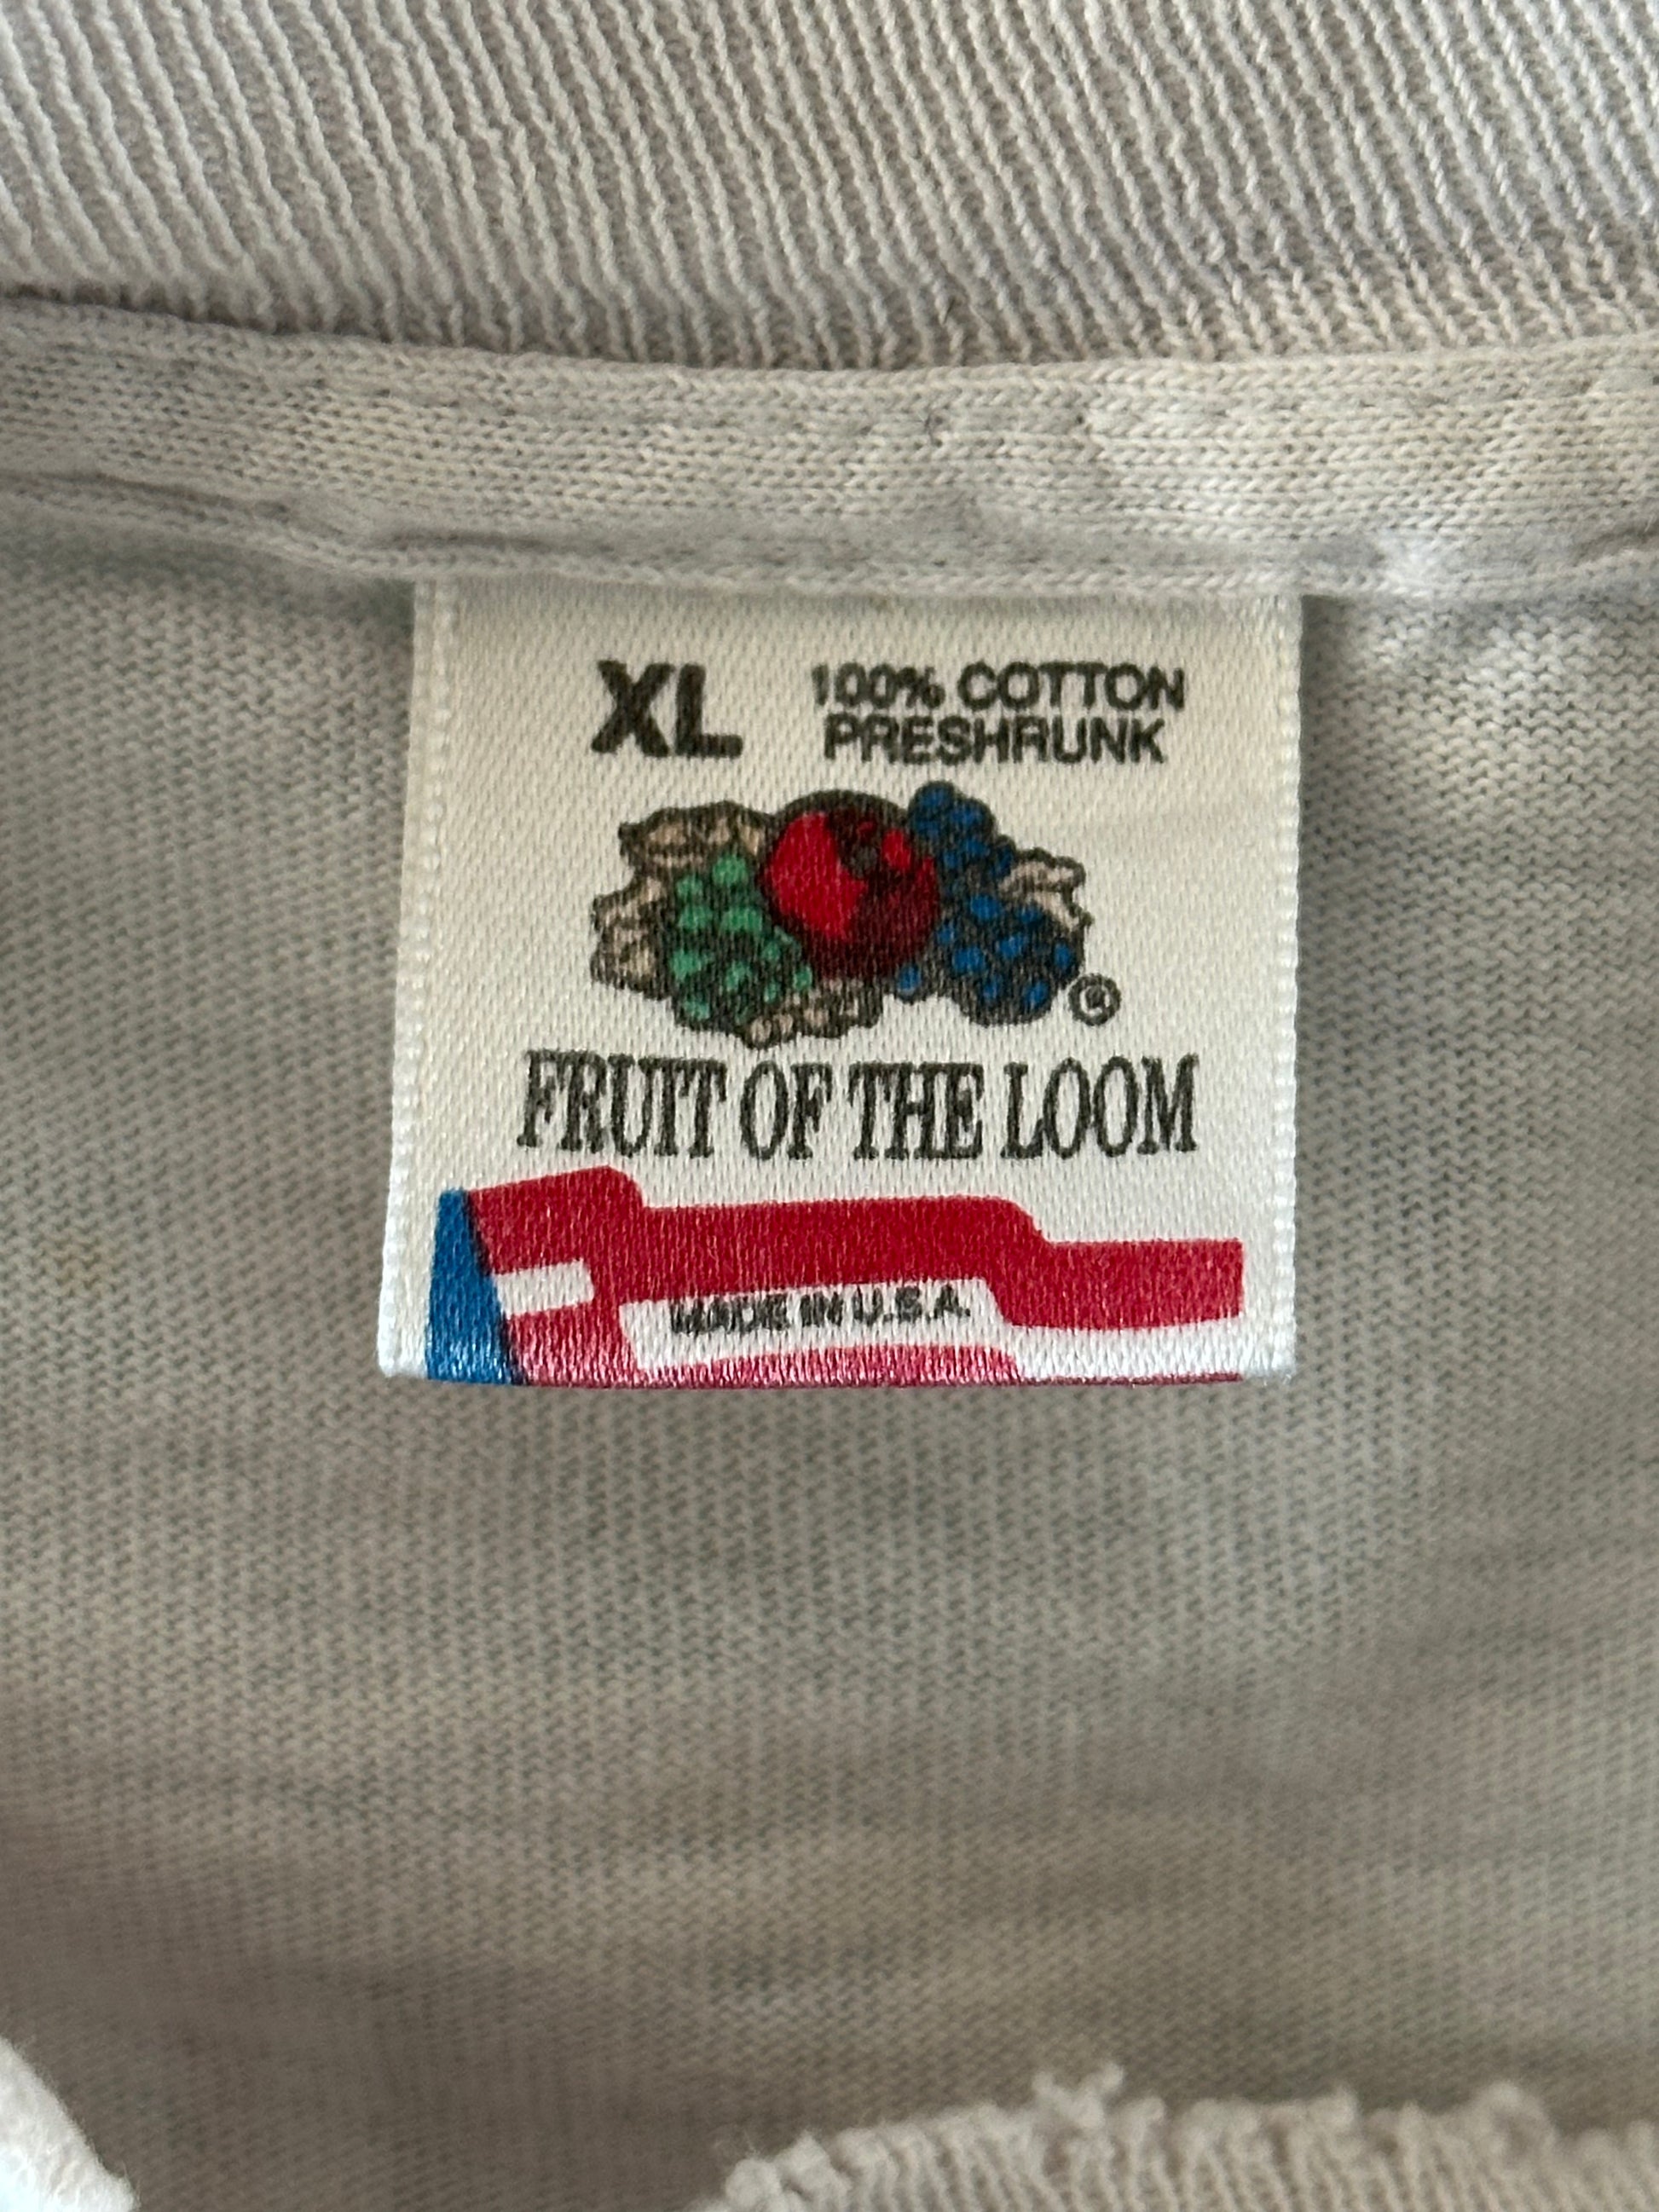 XL
100% COTTON
PRESHRUNK
®
FRUIT OF THE LOOM
MADE IN U.S.A.